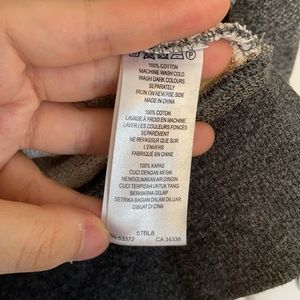 100% COTTON
MACHINE WASH COLD
WASH DARK COLOURS
SEPARATELY
IRON ON REVERSE SIDE
MADE IN CHINA
100% COTON
LAVAGE À FROID EN MACHINE
LAVER LES COULEURS FONCÉS
SÉPARÉMENT
NE REPASSER QUE SUR
L'ENVERS
FABRIQUÉ EN CHINE
100% KAPAS
CUCI DENGAN MESIN
MENGGUNAKAN AIR DINGIN
CUCI TERPISAH UNTUK YANG
BERWARNA GELAP
SETRIKA BAGIAN DALAM DILUAR
DIBUAT DI CINA
57BL8
53372 CA 34338